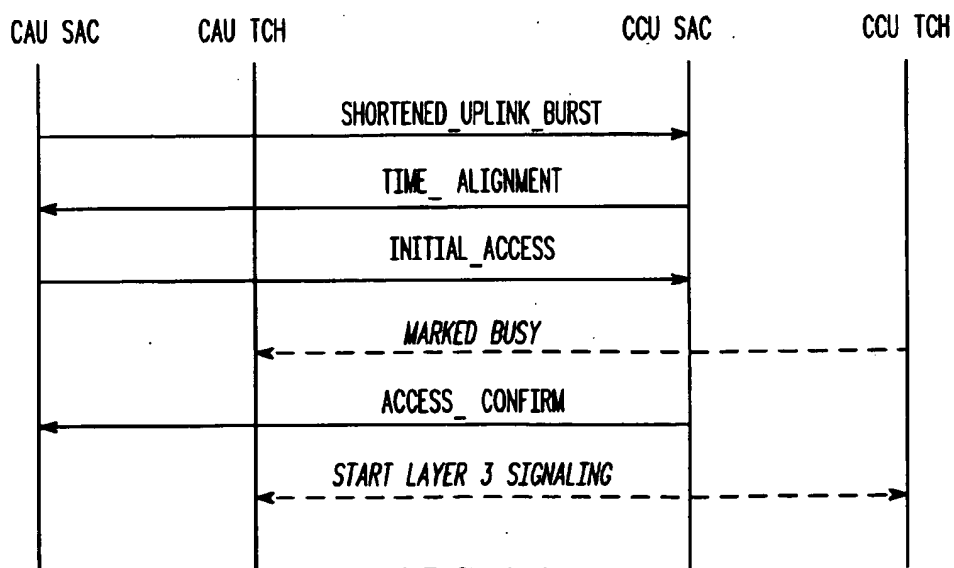 CAU SAC CAU TCH CCU SAC CCU TCH
SHORTENED_UPLINK_BURST
TIME_ ALIGNMENT
INITIAL_ACCESS
MARKED BUSY
ACCESS_ CONFIRM
START LAYER 3 SIGNALING